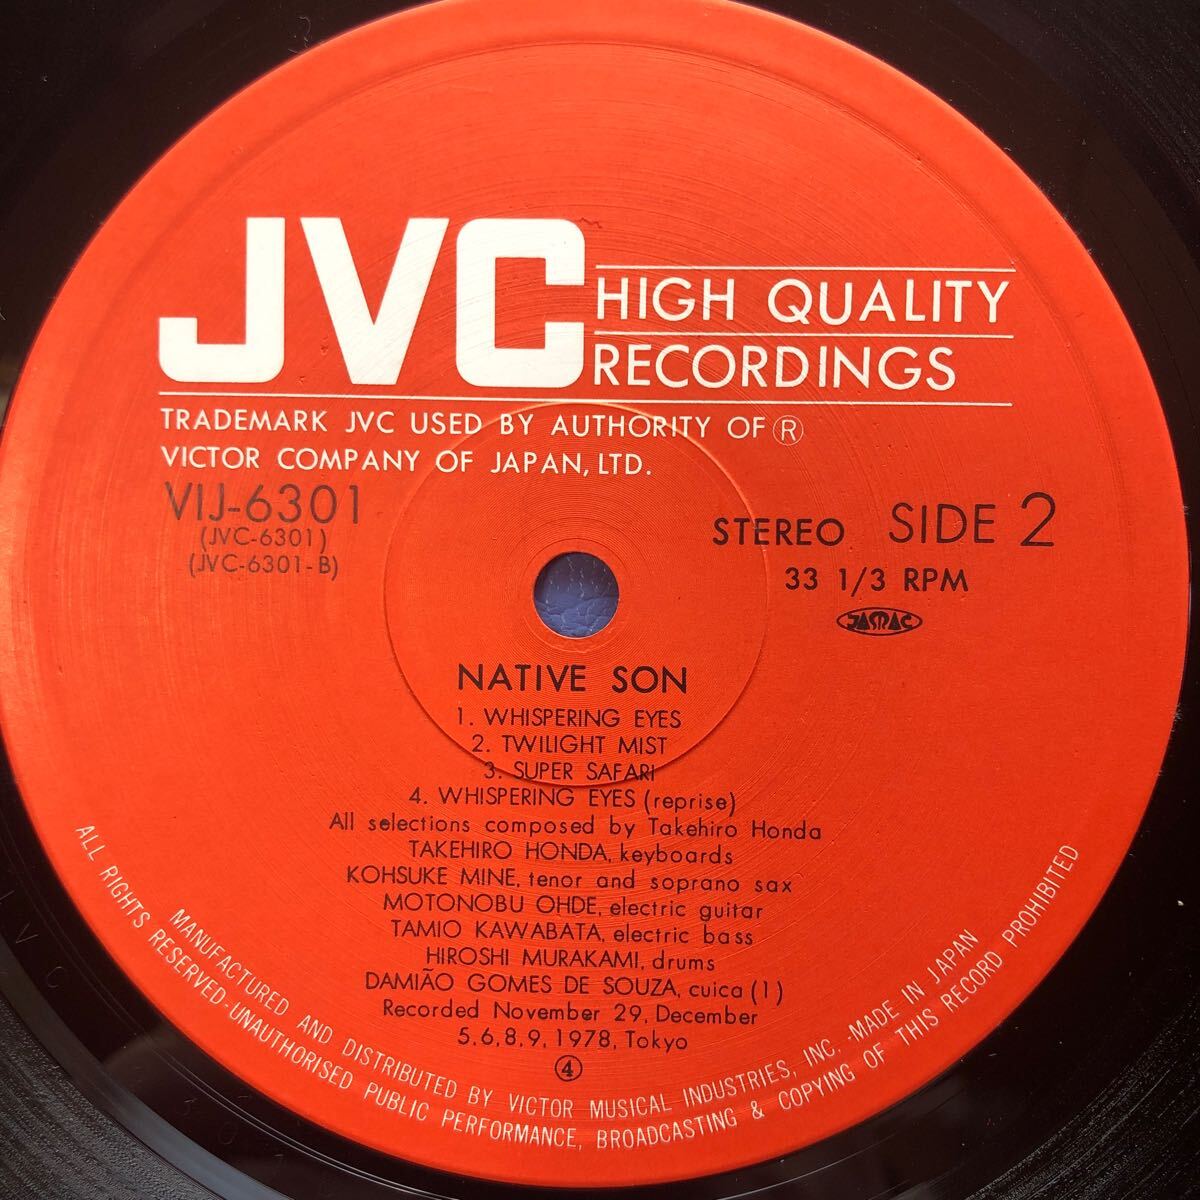 JVC
HIGH QUALITY
RECORDINGS
TRADEMARK JVC USED BY AUTHORITY OF Ⓡ
VICTOR COMPANY OF JAPAN, LTD.
VIJ-6301
(JVC-6301)
(JVC-6301-B)
STEREO SIDE 2
33 1/3 RPM
JASRAC
NATIVE SON
1. WHISPERING EYES
2. TWILIGHT MIST
3. SUPER SAFARI
4. WHISPERING EYES (reprise)
All selections composed by Takehiro Honda
TAKEHIRO HONDA, keyboards
KOHSUKE MINE, tenor and soprano sax
MOTONOBU OHDE, electric guitar
TAMIO KAWABATA, electric bass
HIROSHI MURAKAMI, drums
DAMIÃO GOMES DE SOUZA, cuica (1)
Recorded November 29, December
5,6,8,9, 1978, Tokyo
④
MANUFACTURED AND DISTRIBUTED BY VICTOR MUSICAL INDUSTRIES, INC. -MADE IN JAPAN
ALL RIGHTS RESERVED-UNAUTHORISED PUBLIC PERFORMANCE, BROADCASTING & COPYING OF THIS RECORD PROHIBITED